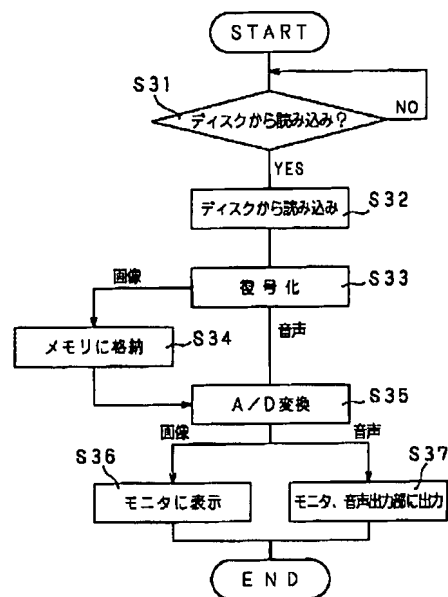 START
S31
ディスクから読み込み?
NO
YES
ディスクから読み込み
S32
復号化
S33
画像
音声
メモリに格納
S34
A/D変換
S35
画像
音声
S36
モニタに表示
S37
モニタ、音声出力部に出力
END